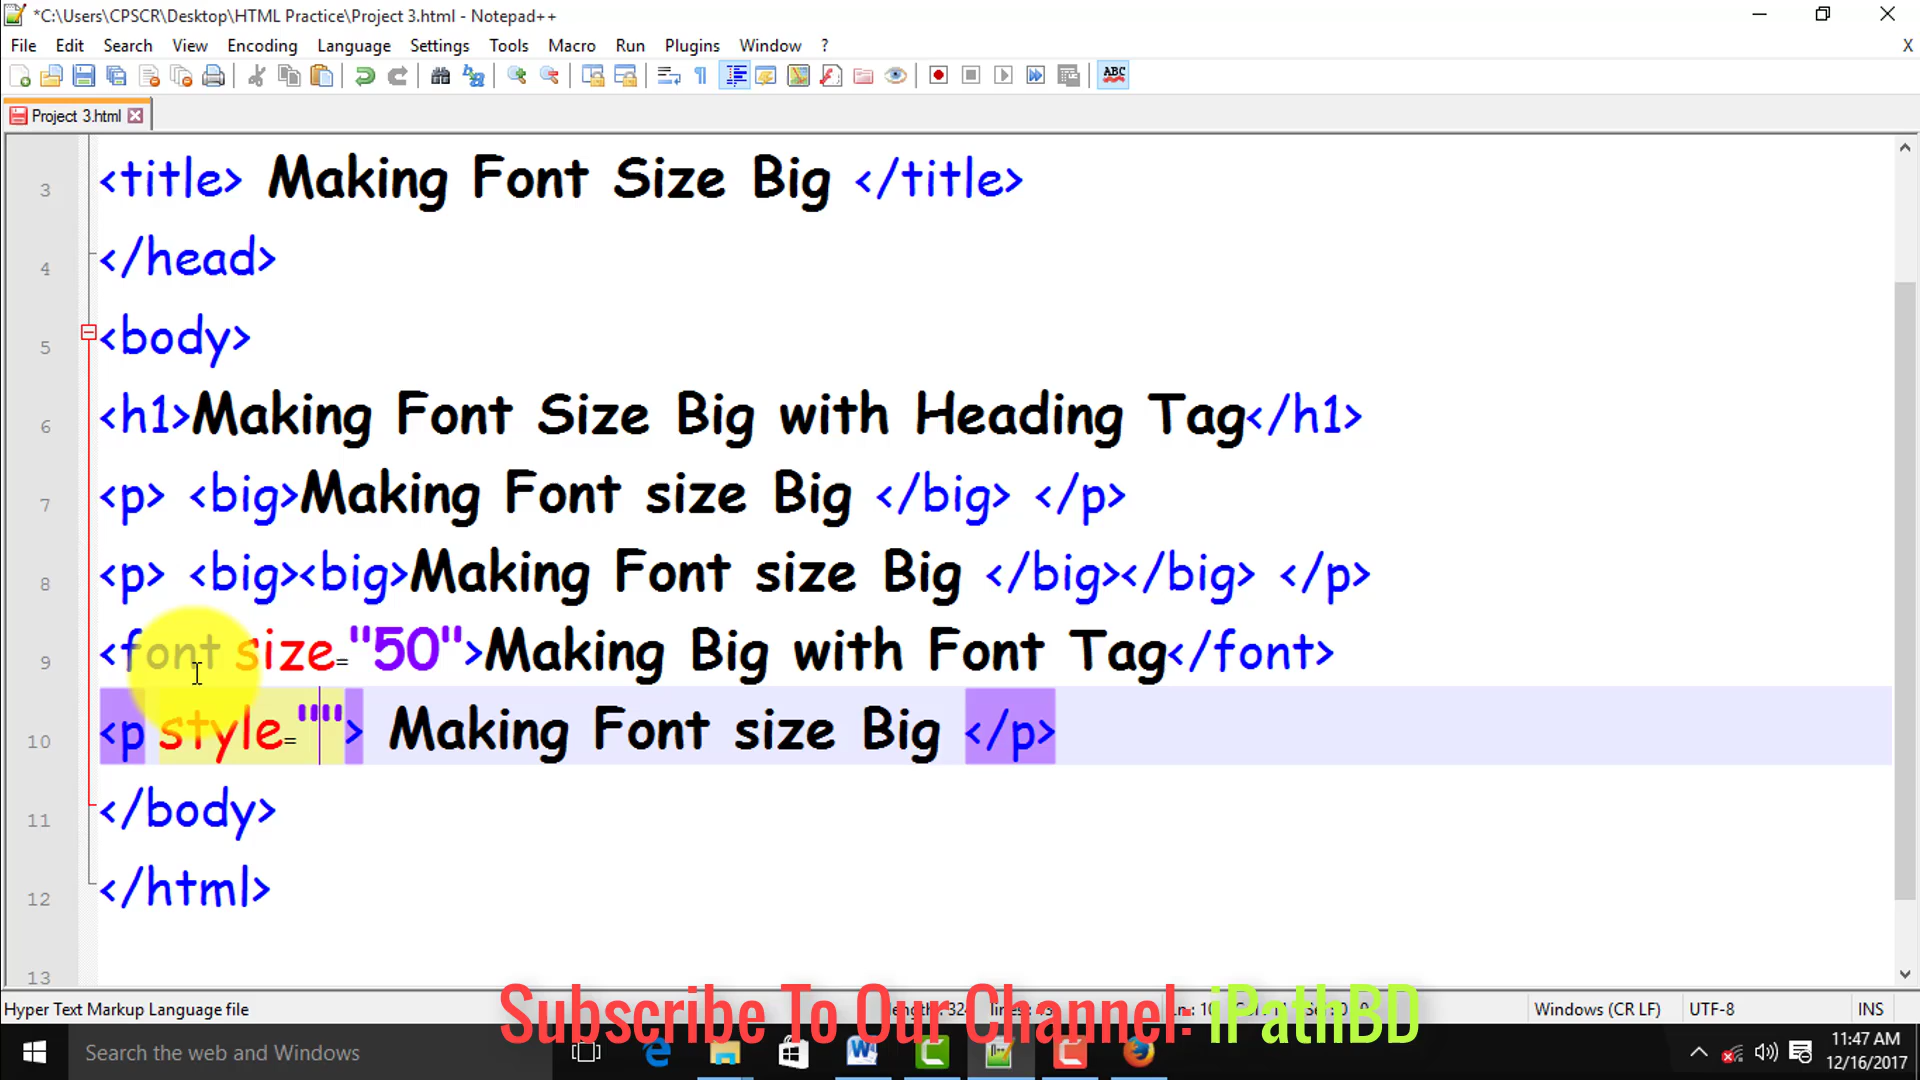 *C:\Users\CPSCR\Desktop\HTML Practice\Project 3.html - Notepad++
File Edit Search View Encoding Language Settings Tools Macro Run Plugins Window ? X
ABC
Project 3.html
3 <title> Making Font Size Big </title>
4 </head>
5 <body>
6 <h1>Making Font Size Big with Heading Tag</h1>
7 <p> <big>Making Font size Big </big> </p>
8 <p> <big><big>Making Font size Big </big></big> </p>
9 <font size="50">Making Big with Font Tag</font>
10 <p style=""> Making Font size Big </p>
11 </body>
12 </html>
13
Subscribe To Our Channel: iPathBD
Hyper Text Markup Language file Windows (CR LF) UTF-8 INS
Search the web and Windows
11:47 AM
12/16/2017